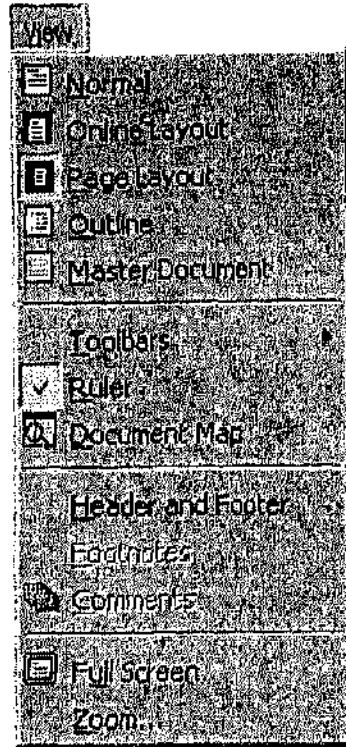 View
Normal
Online Layout
Page Layout
Outline
Master Document
Toolbars
Ruler
Document Map
Header and Footer
Footnotes
Comments
Full Screen
Zoom...